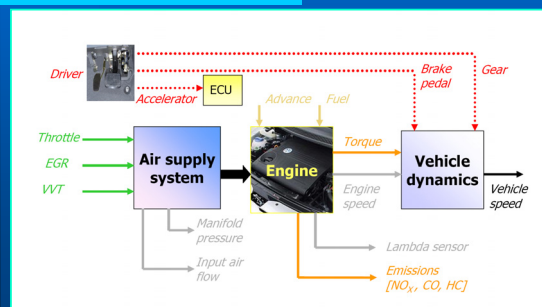 Driver
Accelerator
ECU
Brake
pedal
Gear
Advance
Fuel
Throttle
EGR
VVT
Air supply
system
Engine
Torque
Engine
speed
Vehicle
dynamics
Vehicle
speed
Manifold
pressure
Input air
flow
Lambda sensor
Emissions
[NOX, CO, HC]